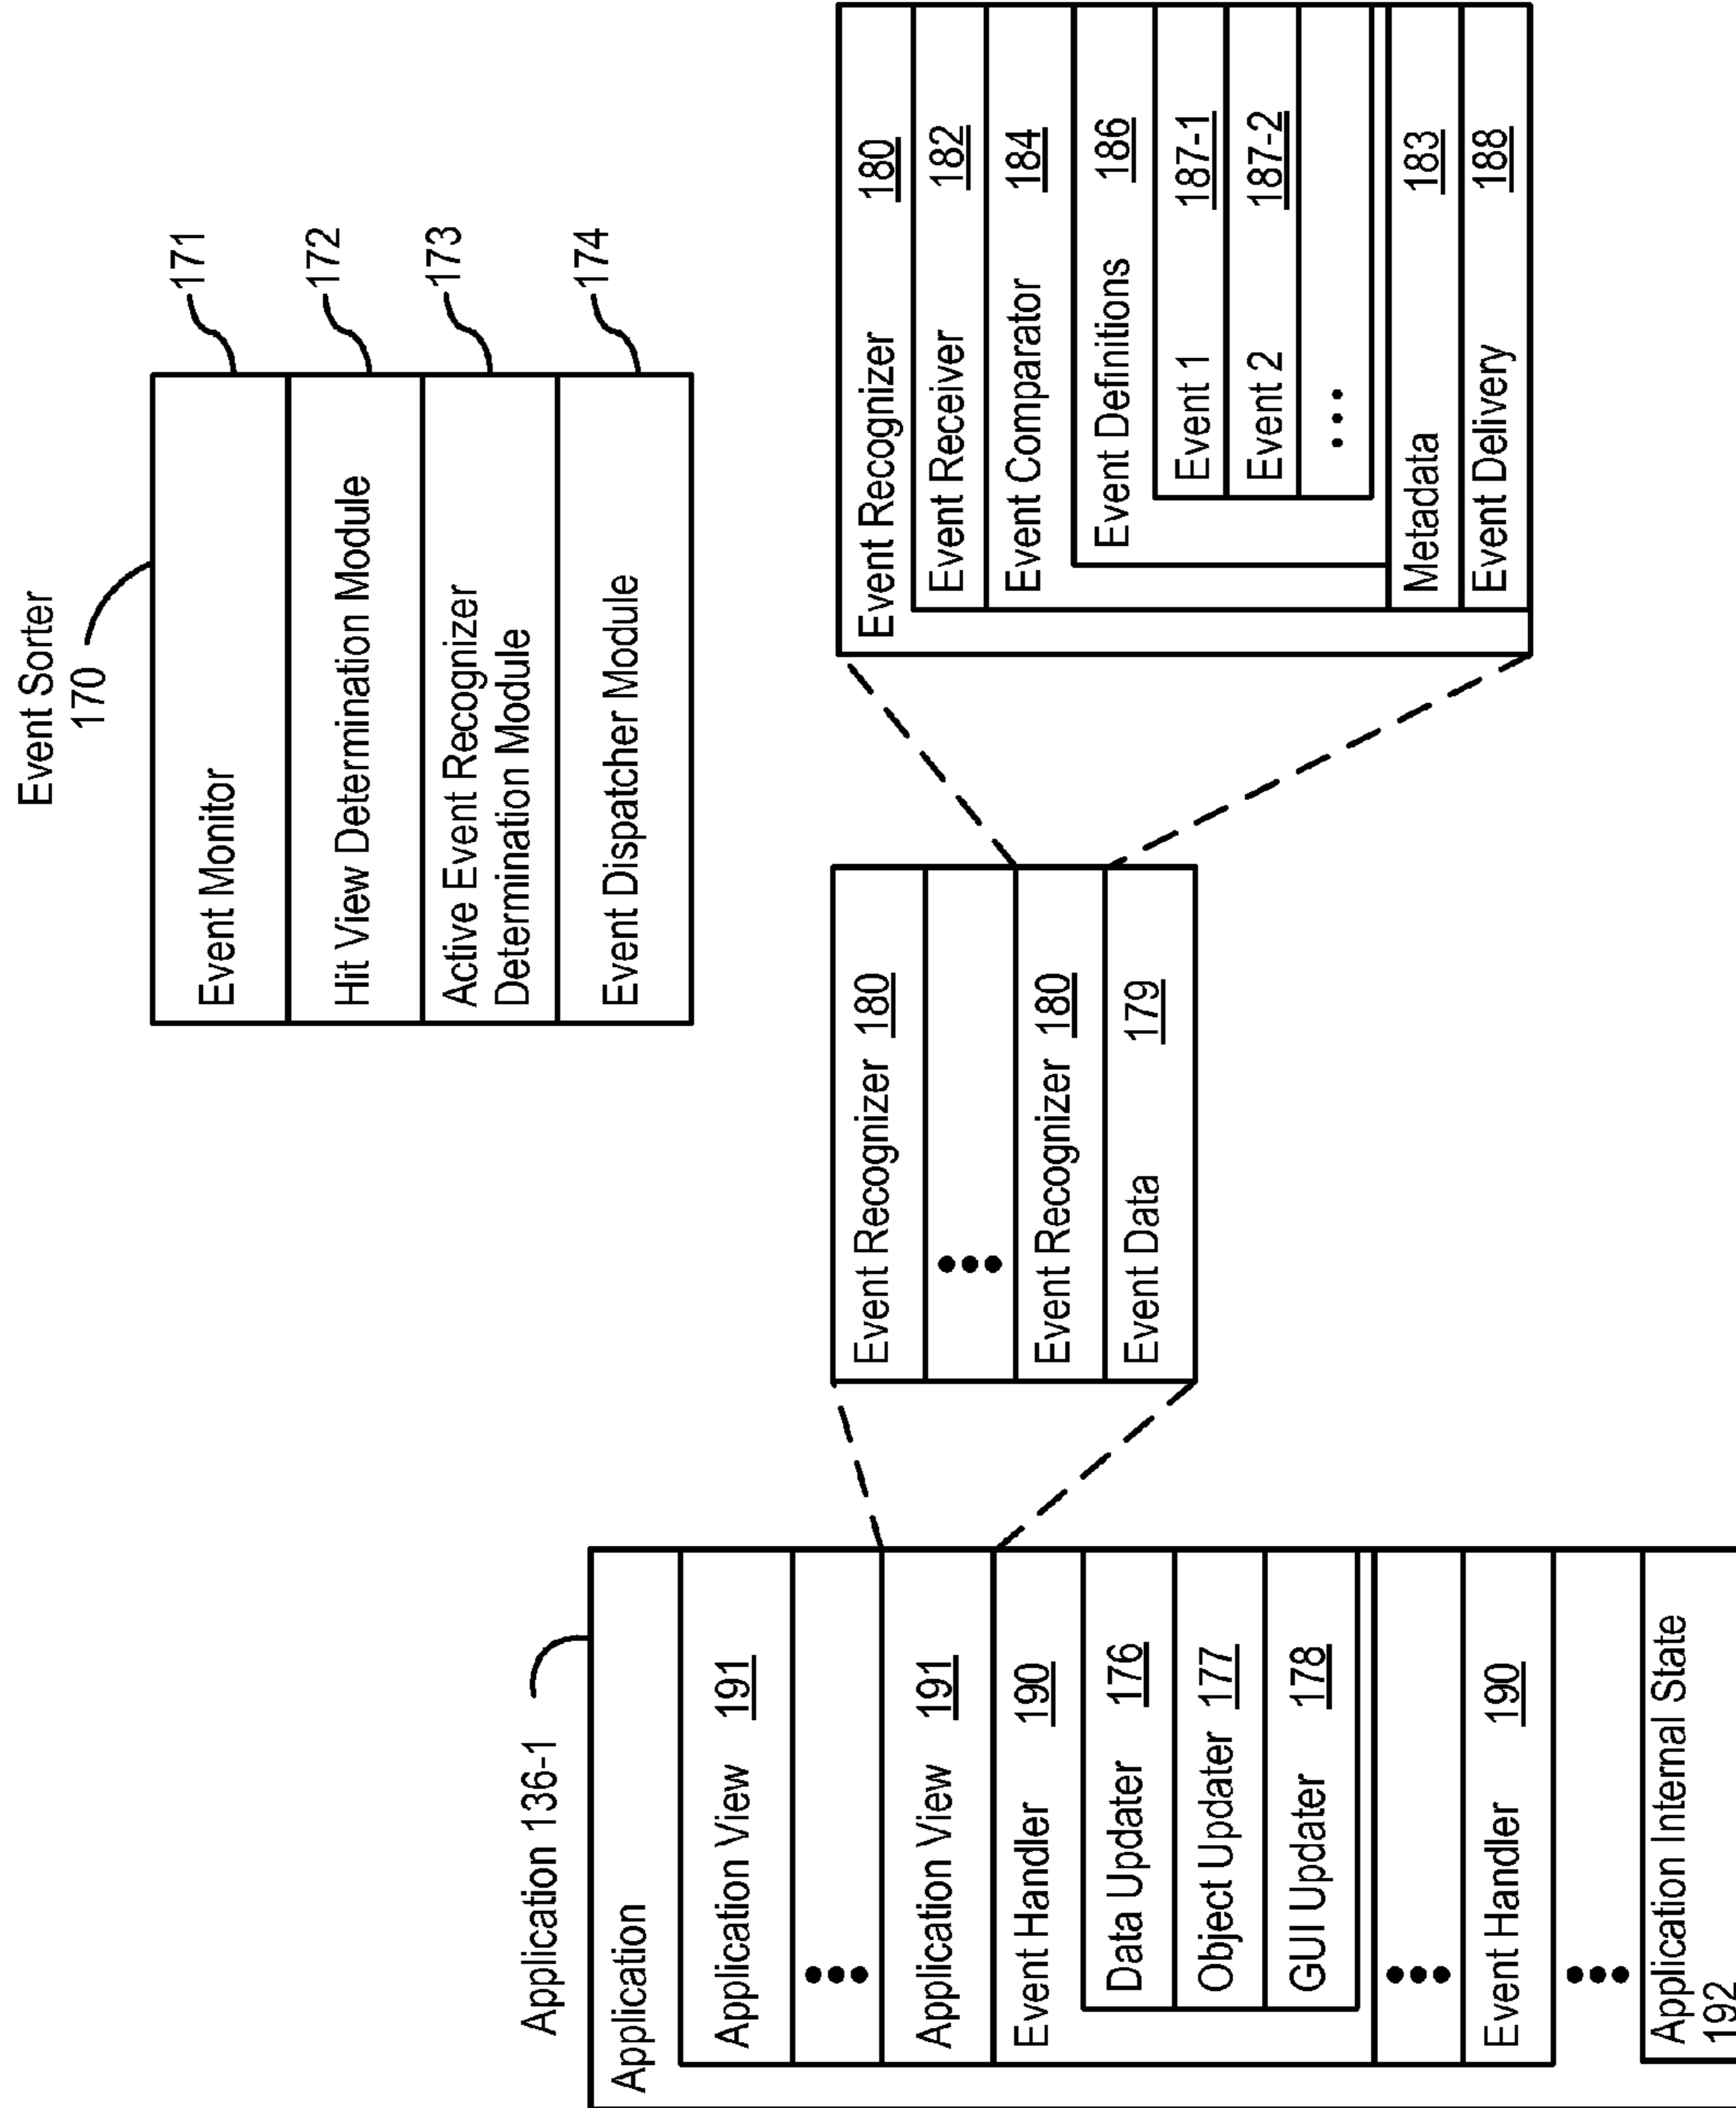 Event Sorter
170
Event Monitor
171
Hit View Determination Module
172
Active Event Recognizer
Determination Module
173
Event Dispatcher Module
174
Application 136-1
Application
Application View 191
•••
Application View 191
Event Handler 190
Data Updater 176
Object Updater 177
GUI Updater 178
•••
Event Handler 190
•••
Application Internal State
192
Event Recognizer 180
•••
Event Recognizer 180
Event Data 179
Event Recognizer 180
Event Receiver 182
Event Comparator 184
Event Definitions 186
Event 1 187-1
Event 2 187-2
•••
Metadata 183
Event Delivery 188